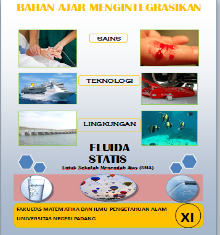 BAHAN AJAR MENGINTEGRASIKAN
SAINS
TEKNOLOGI
LINGKUNGAN
FLUIDA
STATIS
Untuk Sekolah Menengah Atas (SMA)
FAKULTAS MATEMATIKA DAN ILMU PENGETAHUAN ALAM
UNIVERSITAS NEGERI PADANG
XI